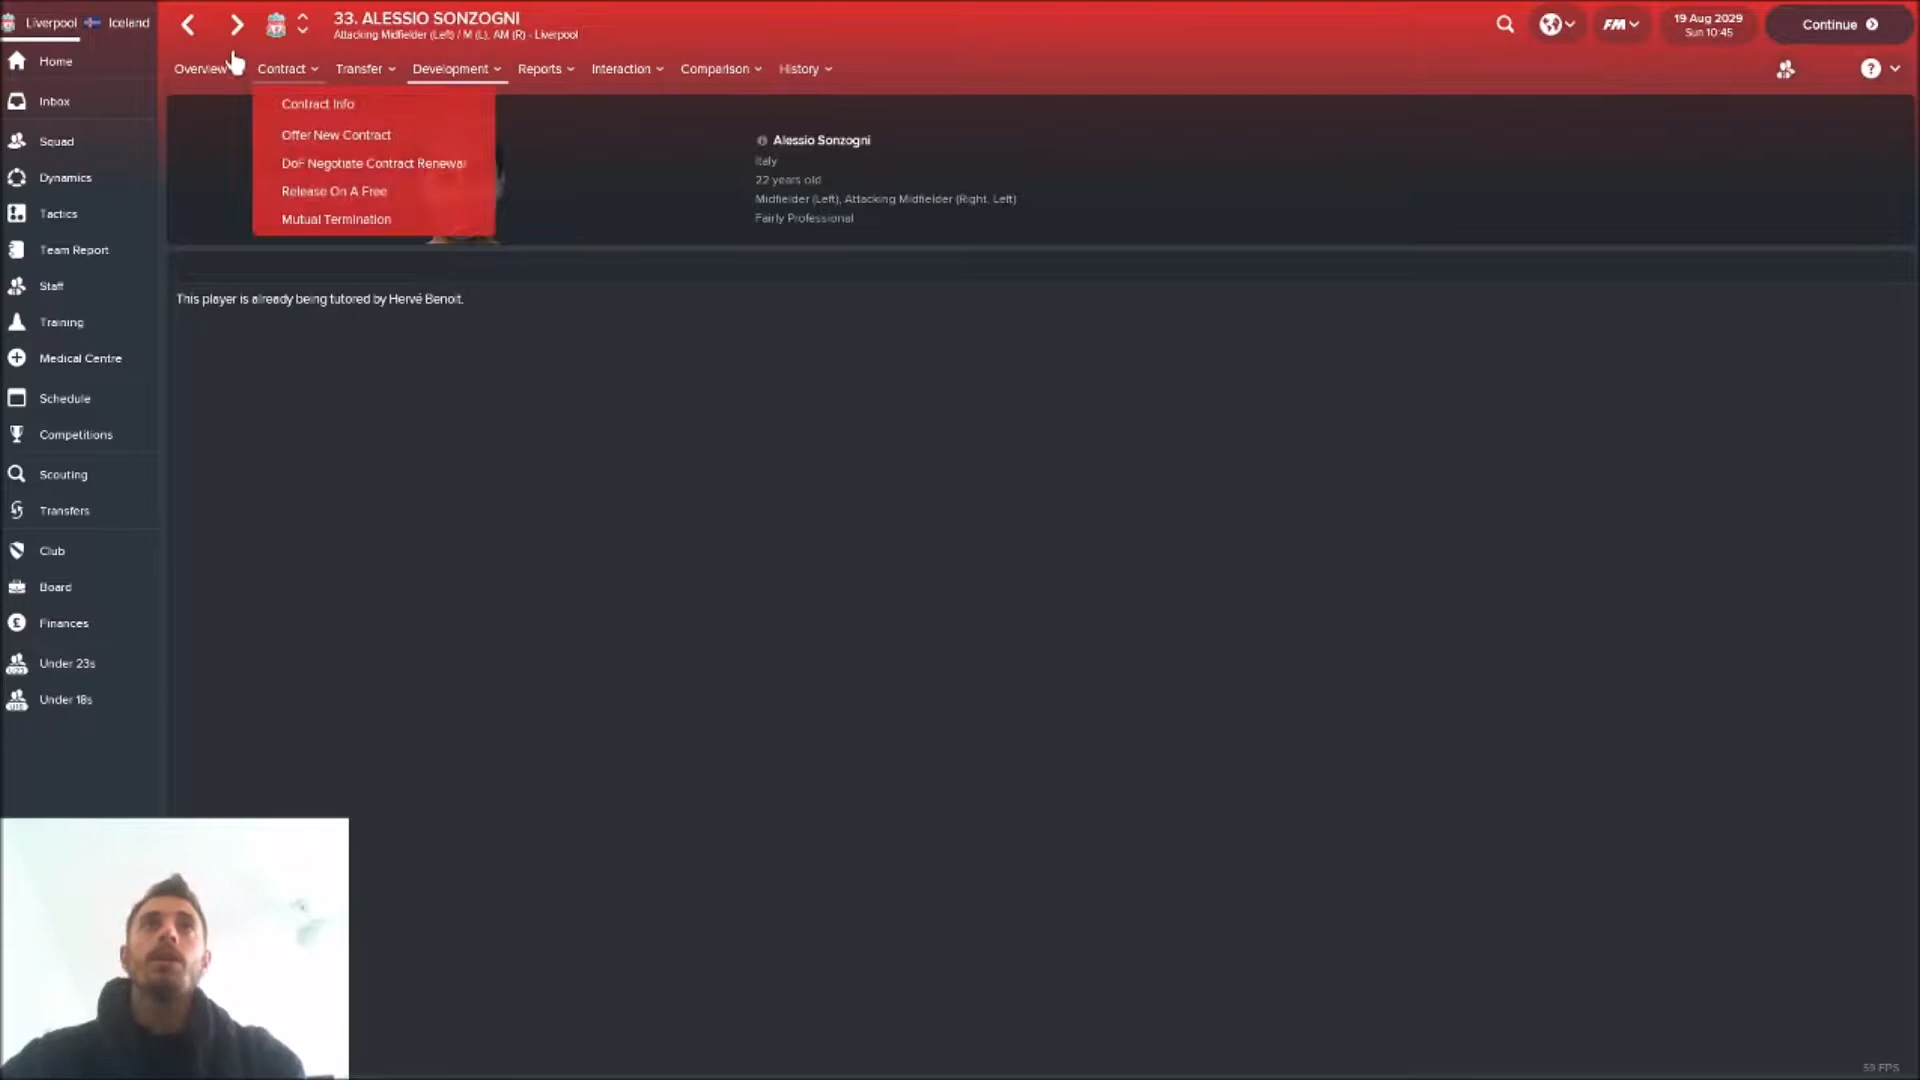 Liverpool
Iceland
33. ALESSIO SONZOGNI
Attacking Midfielder (Left) / M (L), AM (R) - Liverpool
FM
19 Aug 2029
Sun 10:45
Continue
Overview
Contract
Transfer
Development
Reports
Interaction
Comparison
History
?
Home
Inbox
Squad
Dynamics
Tactics
Team Report
Staff
Training
Medical Centre
Schedule
Competitions
Scouting
Transfers
Club
Board
Finances
Under 23s
Under 18s
Contract Info
Offer New Contract
DoF Negotiate Contract Renewal
Release On A Free
Mutual Termination
Alessio Sonzogni
Italy
22 years old
Midfielder (Left), Attacking Midfielder (Right, Left)
Fairly Professional
This player is already being tutored by Hervé Benoit.
59 FPS